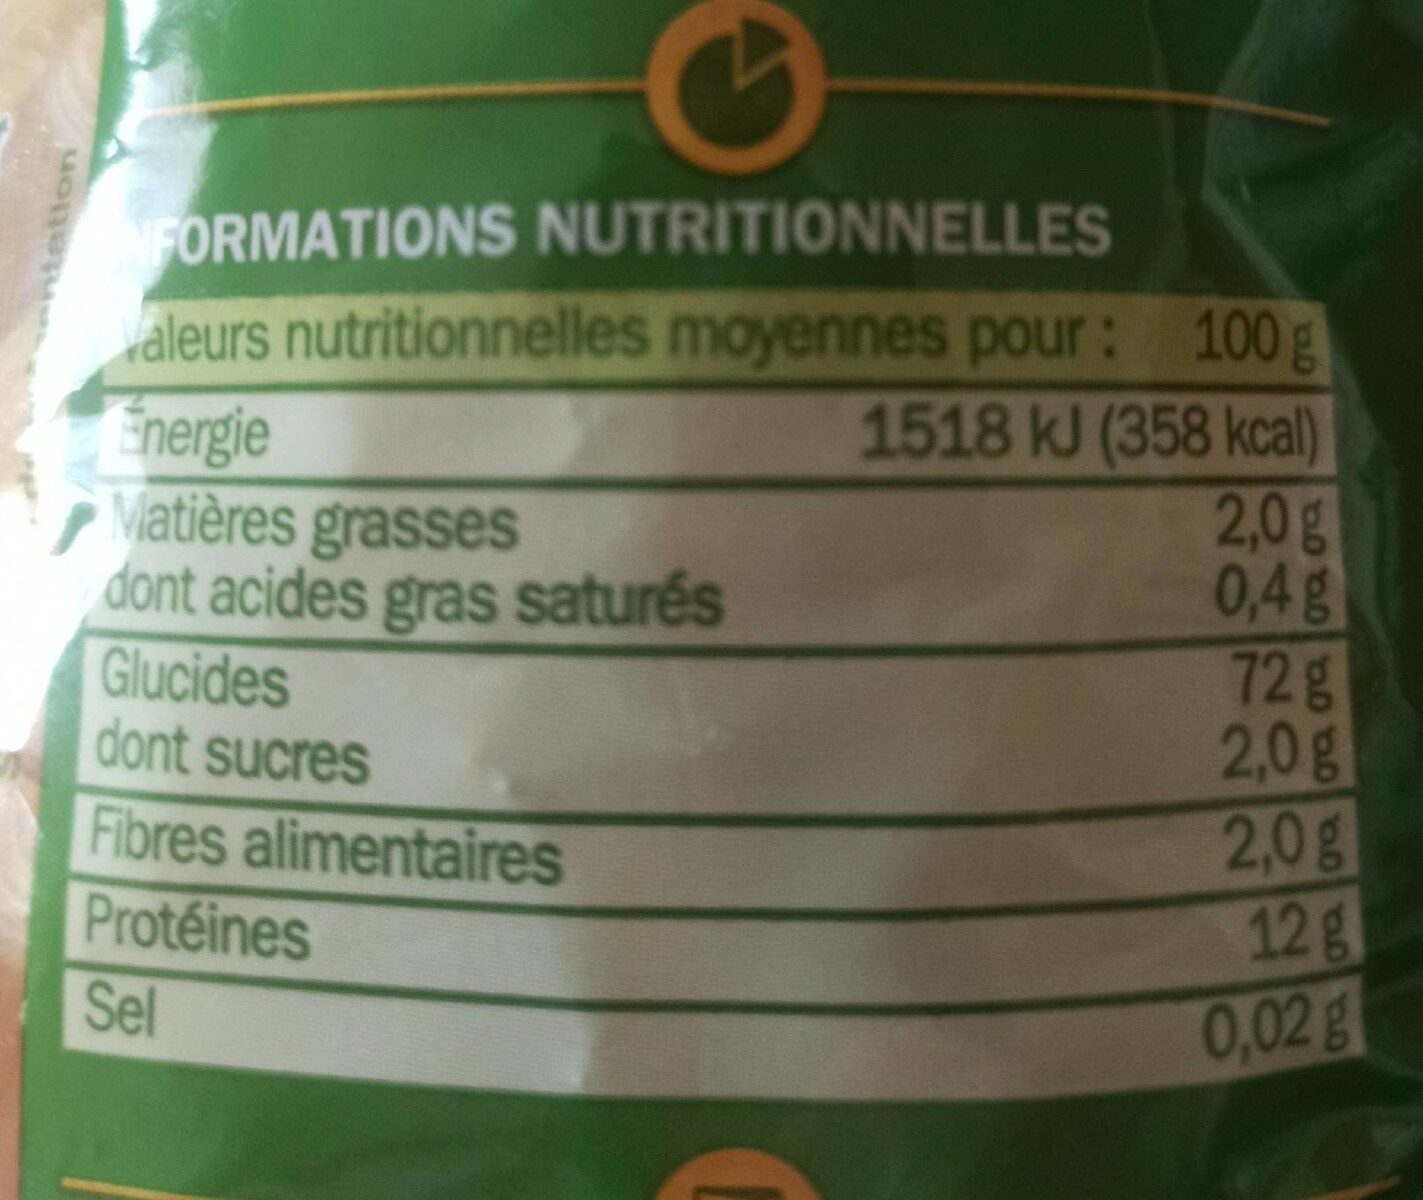 INFORMATIONS NUTRITIONNELLES
Valeurs nutritionnelles moyennes pour : 100 g
Énergie 1518 kJ (358 kcal)
Matières grasses 2,0 g
dont acides gras saturés 0,4 g
Glucides 72 g
dont sucres 2,0 g
Fibres alimentaires 2,0 g
Protéines 12 g
Sel 0,02 g